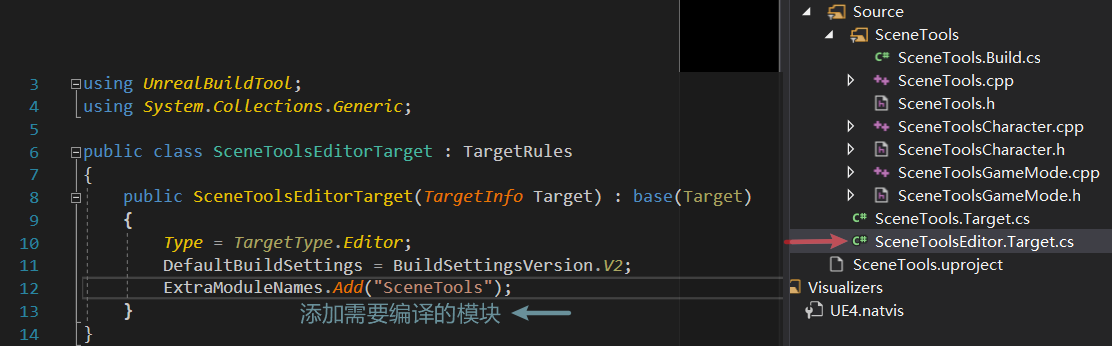 3 using UnrealBuildTool;
4 using System.Collections.Generic;
5
6 public class SceneToolsEditorTarget : TargetRules
7 {
8 public SceneToolsEditorTarget(TargetInfo Target) : base(Target)
9 {
10 Type = TargetType.Editor;
11 DefaultBuildSettings = BuildSettingsVersion.V2;
12 ExtraModuleNames.Add("SceneTools");
13 }
添加需要编译的模块
14 }
Source
SceneTools
C# SceneTools.Build.cs
SceneTools.cpp
SceneTools.h
SceneToolsCharacter.cpp
SceneToolsCharacter.h
SceneToolsGameMode.cpp
SceneToolsGameMode.h
C# SceneTools.Target.cs
C# SceneToolsEditor.Target.cs
SceneTools.uproject
Visualizers
UE4.natvis